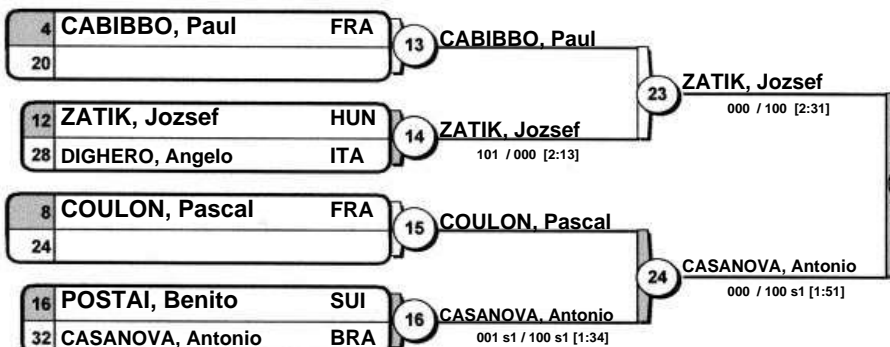 4 CABIBBO, Paul FRA
20
13 CABIBBO, Paul
12 ZATIK, Jozsef HUN
28 DIGHERO, Angelo ITA
14 ZATIK, Jozsef
101 / 000 [2:13]
23 ZATIK, Jozsef
000 / 100 [2:31]
8 COULON, Pascal FRA
24
15 COULON, Pascal
16 POSTAI, Benito SUI
32 CASANOVA, Antonio BRA
16 CASANOVA, Antonio
001 s1 / 100 s1 [1:34]
24 CASANOVA, Antonio
000 / 100 s1 [1:51]